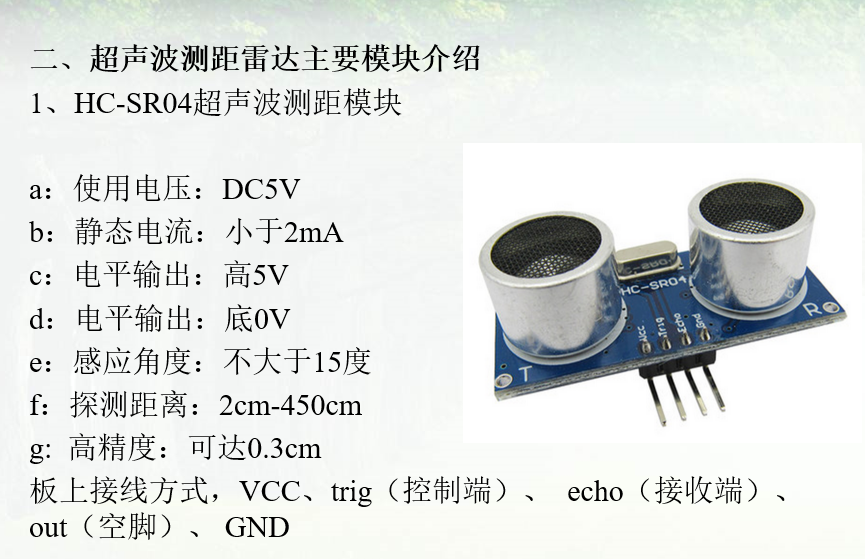 二、超声波测距雷达主要模块介绍
1、HC-SR04超声波测距模块
a：使用电压：DC5V
b：静态电流：小于2mA
c：电平输出：高5V
d：电平输出：底0V
e：感应角度：不大于15度
f：探测距离：2cm-450cm
g: 高精度：可达0.3cm
板上接线方式，VCC、trig（控制端）、 echo（接收端）、
out（空脚）、 GND
HC-SR04
Vcc Trig Echo Gnd
T
R